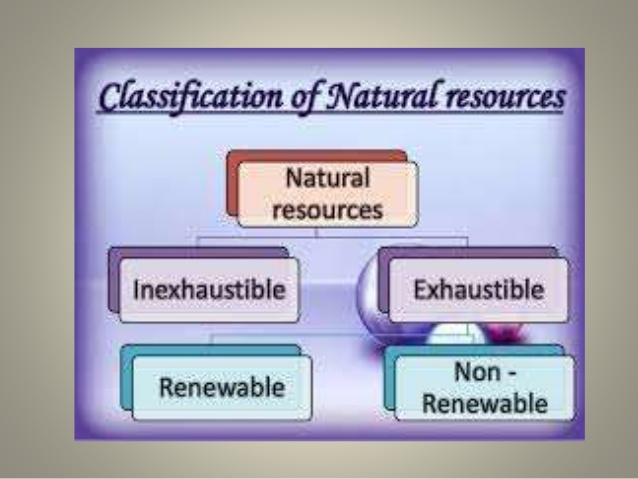 Classification of Natural resources
Natural
resources
Inexhaustible
Exhaustible
Renewable
Non -
Renewable